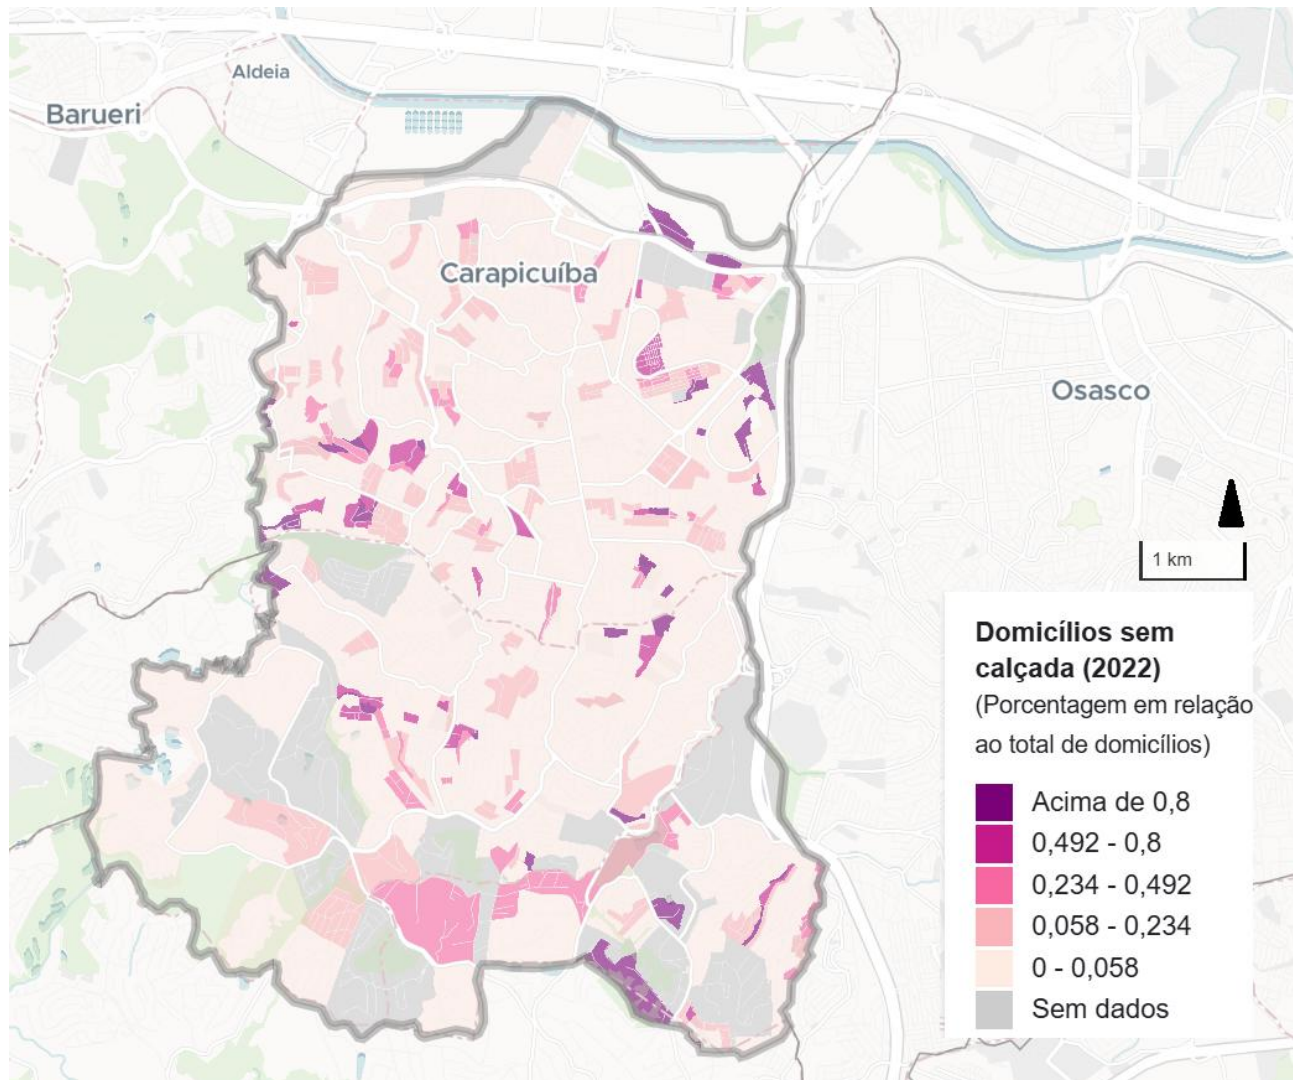 Aldeia
Barueri
Carapicuíba
Osasco
1 km
Domicílios sem
calçada (2022)
(Porcentagem em relação
ao total de domicílios)
Acima de 0,8
0,492 - 0,8
0,234 - 0,492
0,058 - 0,234
0 - 0,058
Sem dados